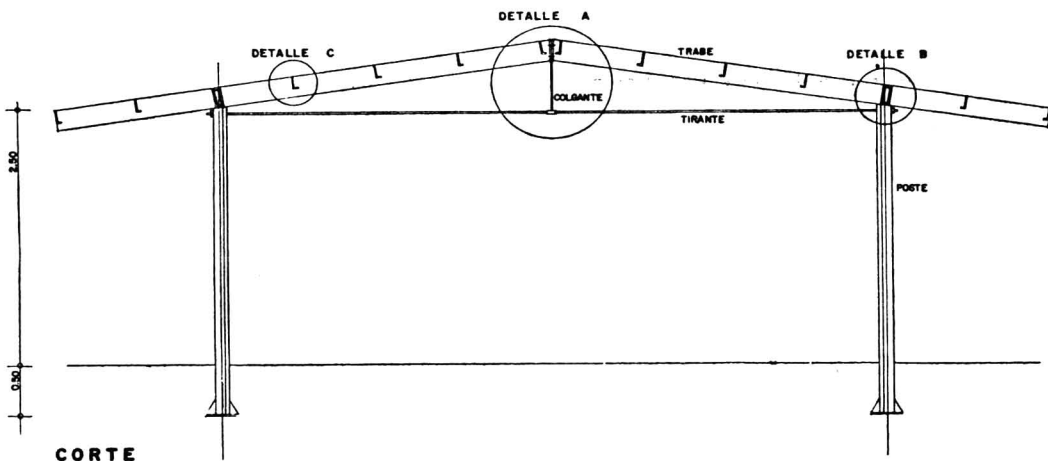 DETALLE A
DETALLE C
TRABE
DETALLE B
COLGANTE
TIRANTE
2.50
POSTE
0.50
CORTE